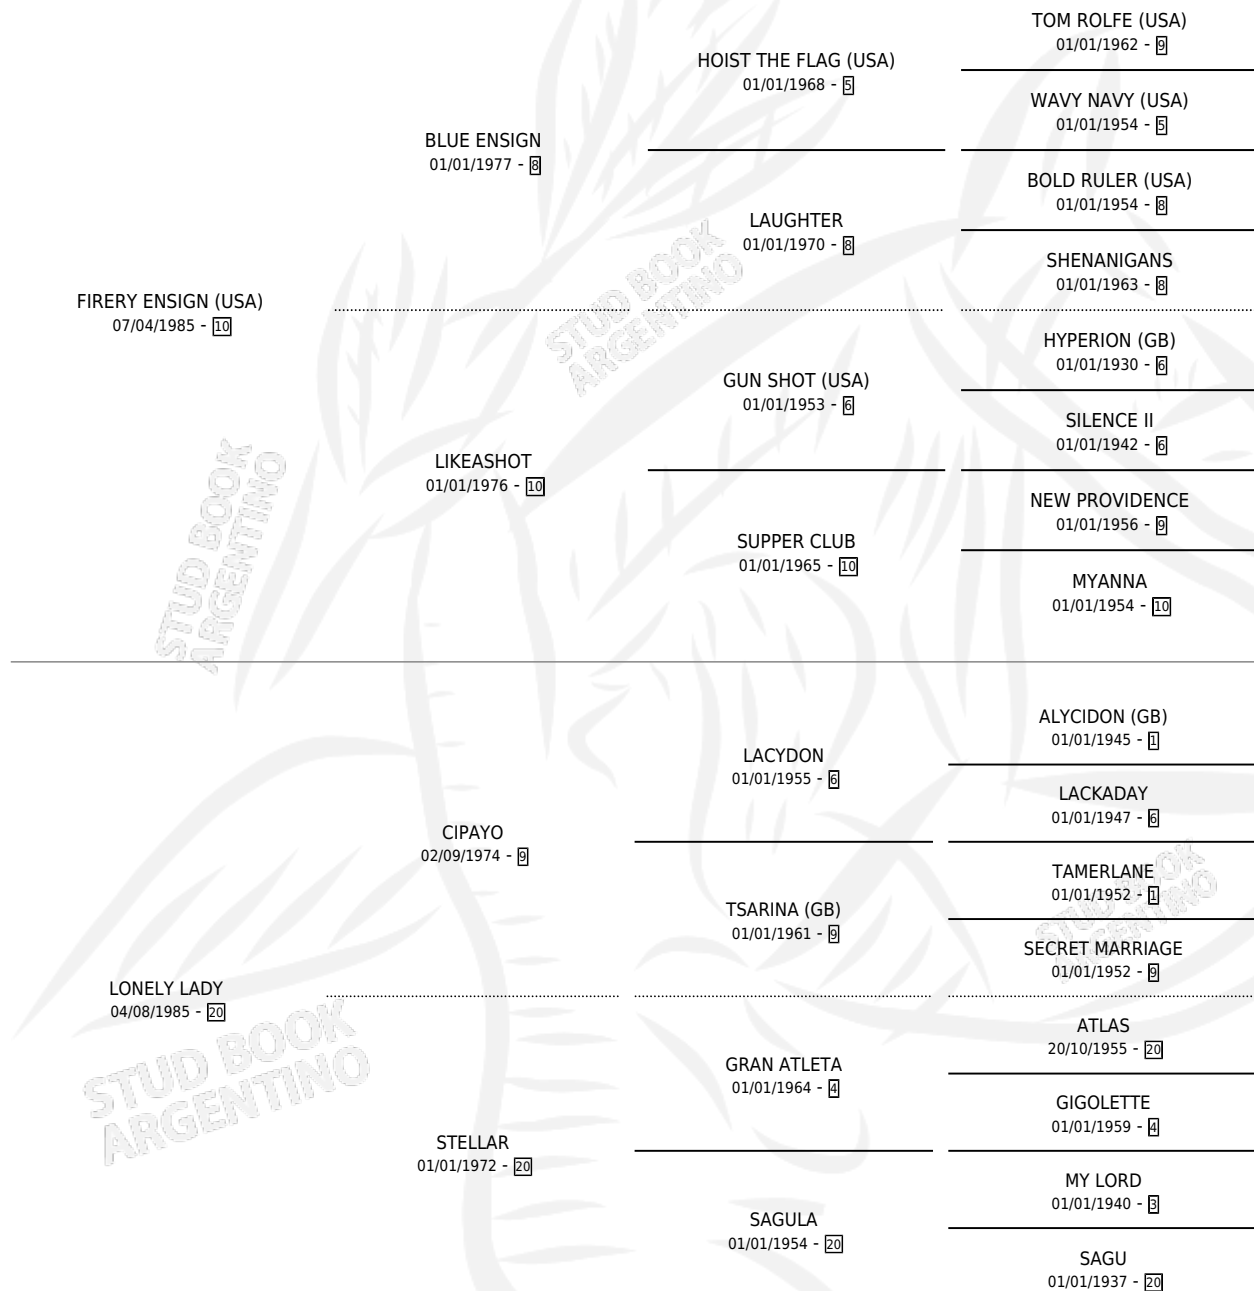 TOM ROLFE (USA)
01/01/1962 - 9
HOIST THE FLAG (USA)
01/01/1968 - 5
WAVY NAVY (USA)
01/01/1954 - 5
BLUE ENSIGN
01/01/1977 - 8
BOLD RULER (USA)
01/01/1954 - 8
LAUGHTER
01/01/1970 - 8
SHENANIGANS
01/01/1963 - 8
FIRERY ENSIGN (USA)
07/04/1985 - 10
HYPERION (GB)
01/01/1930 - 6
GUN SHOT (USA)
01/01/1953 - 6
SILENCE II
01/01/1942 - 6
LIKEASHOT
01/01/1976 - 10
NEW PROVIDENCE
01/01/1956 - 9
SUPPER CLUB
01/01/1965 - 10
MYANNA
01/01/1954 - 10
ALYCIDON (GB)
01/01/1945 - 1
LACYDON
01/01/1955 - 6
LACKADAY
01/01/1947 - 6
CIPAYO
02/09/1974 - 9
TAMERLANE
01/01/1952 - 1
TSARINA (GB)
01/01/1961 - 9
SECRET MARRIAGE
01/01/1952 - 9
LONELY LADY
04/08/1985 - 20
ATLAS
20/10/1955 - 20
GRAN ATLETA
01/01/1964 - 4
GIGOLETTE
01/01/1959 - 4
STELLAR
01/01/1972 - 20
MY LORD
01/01/1940 - 3
SAGULA
01/01/1954 - 20
SAGU
01/01/1937 - 20
STUD BOOK
ARGENTINO
STUD BOOK
ARGENTINO
STUD BOOK
ARGENTINO
STUD BOOK
ARGENTINO